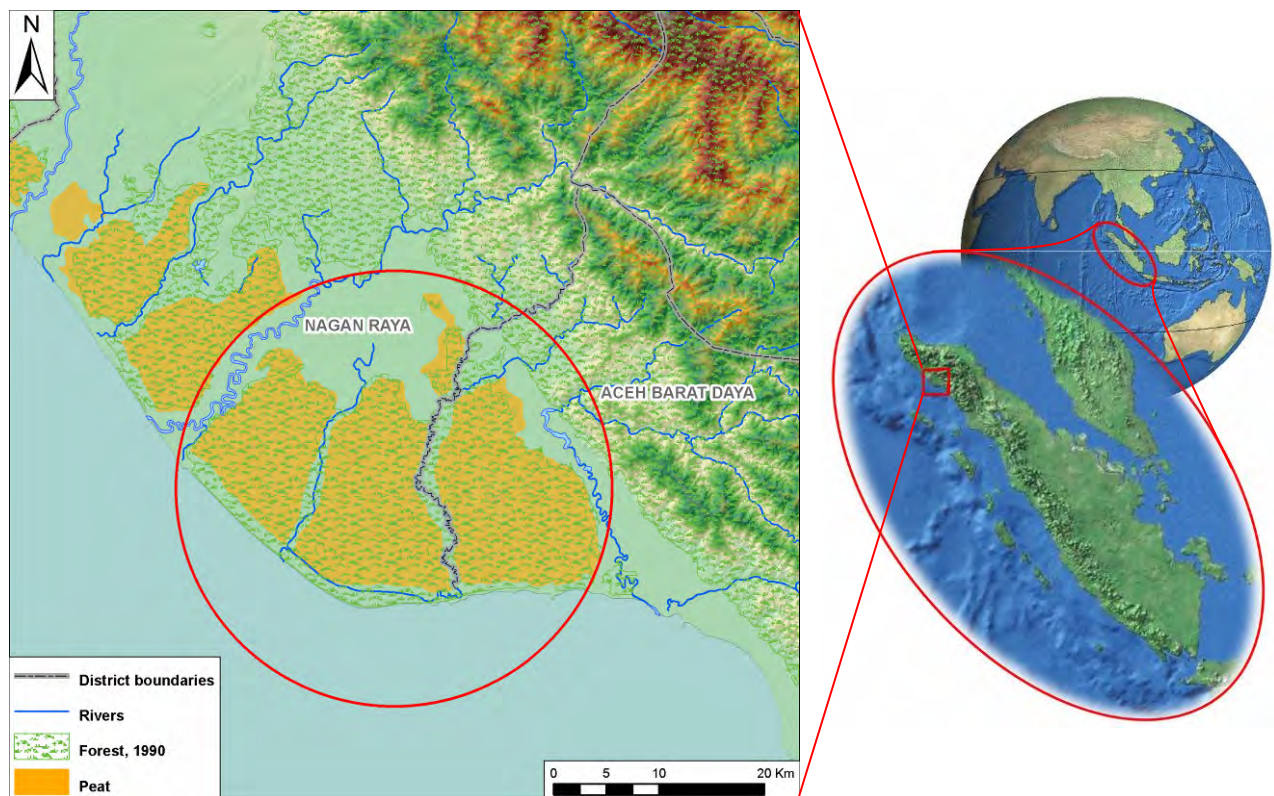 N
NAGAN RAYA
ACEH BARAT DAYA
District boundaries
Rivers
Forest, 1990
Peat
0 5 10 20 Km